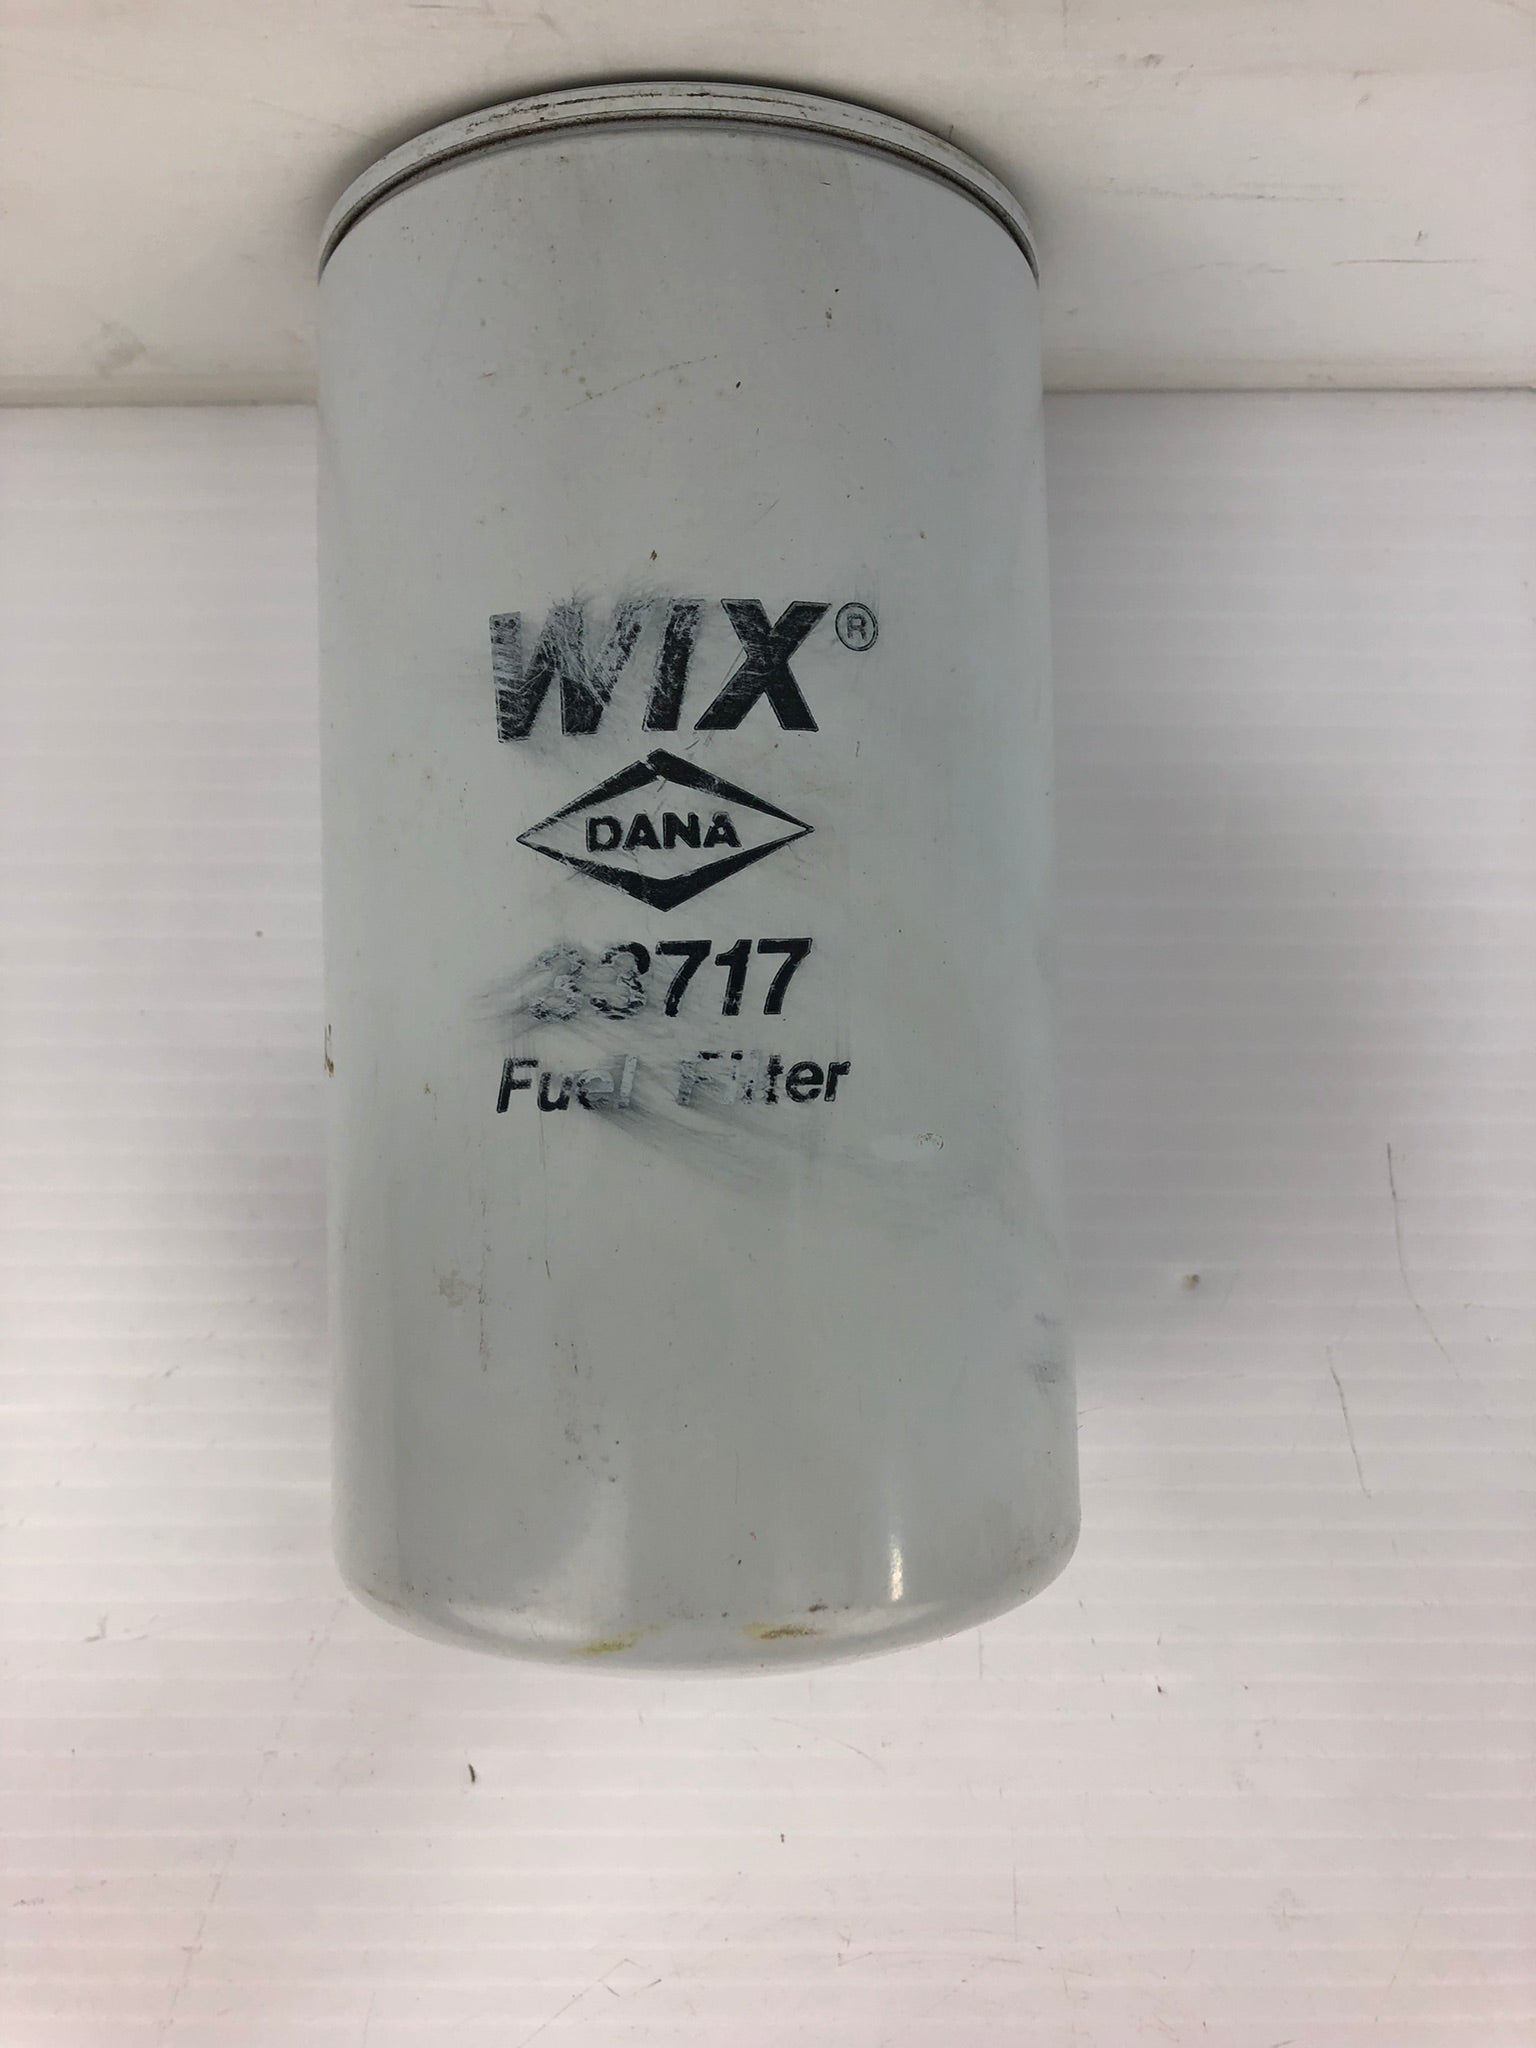 WIX®
DANA
33717
Fuel Filter